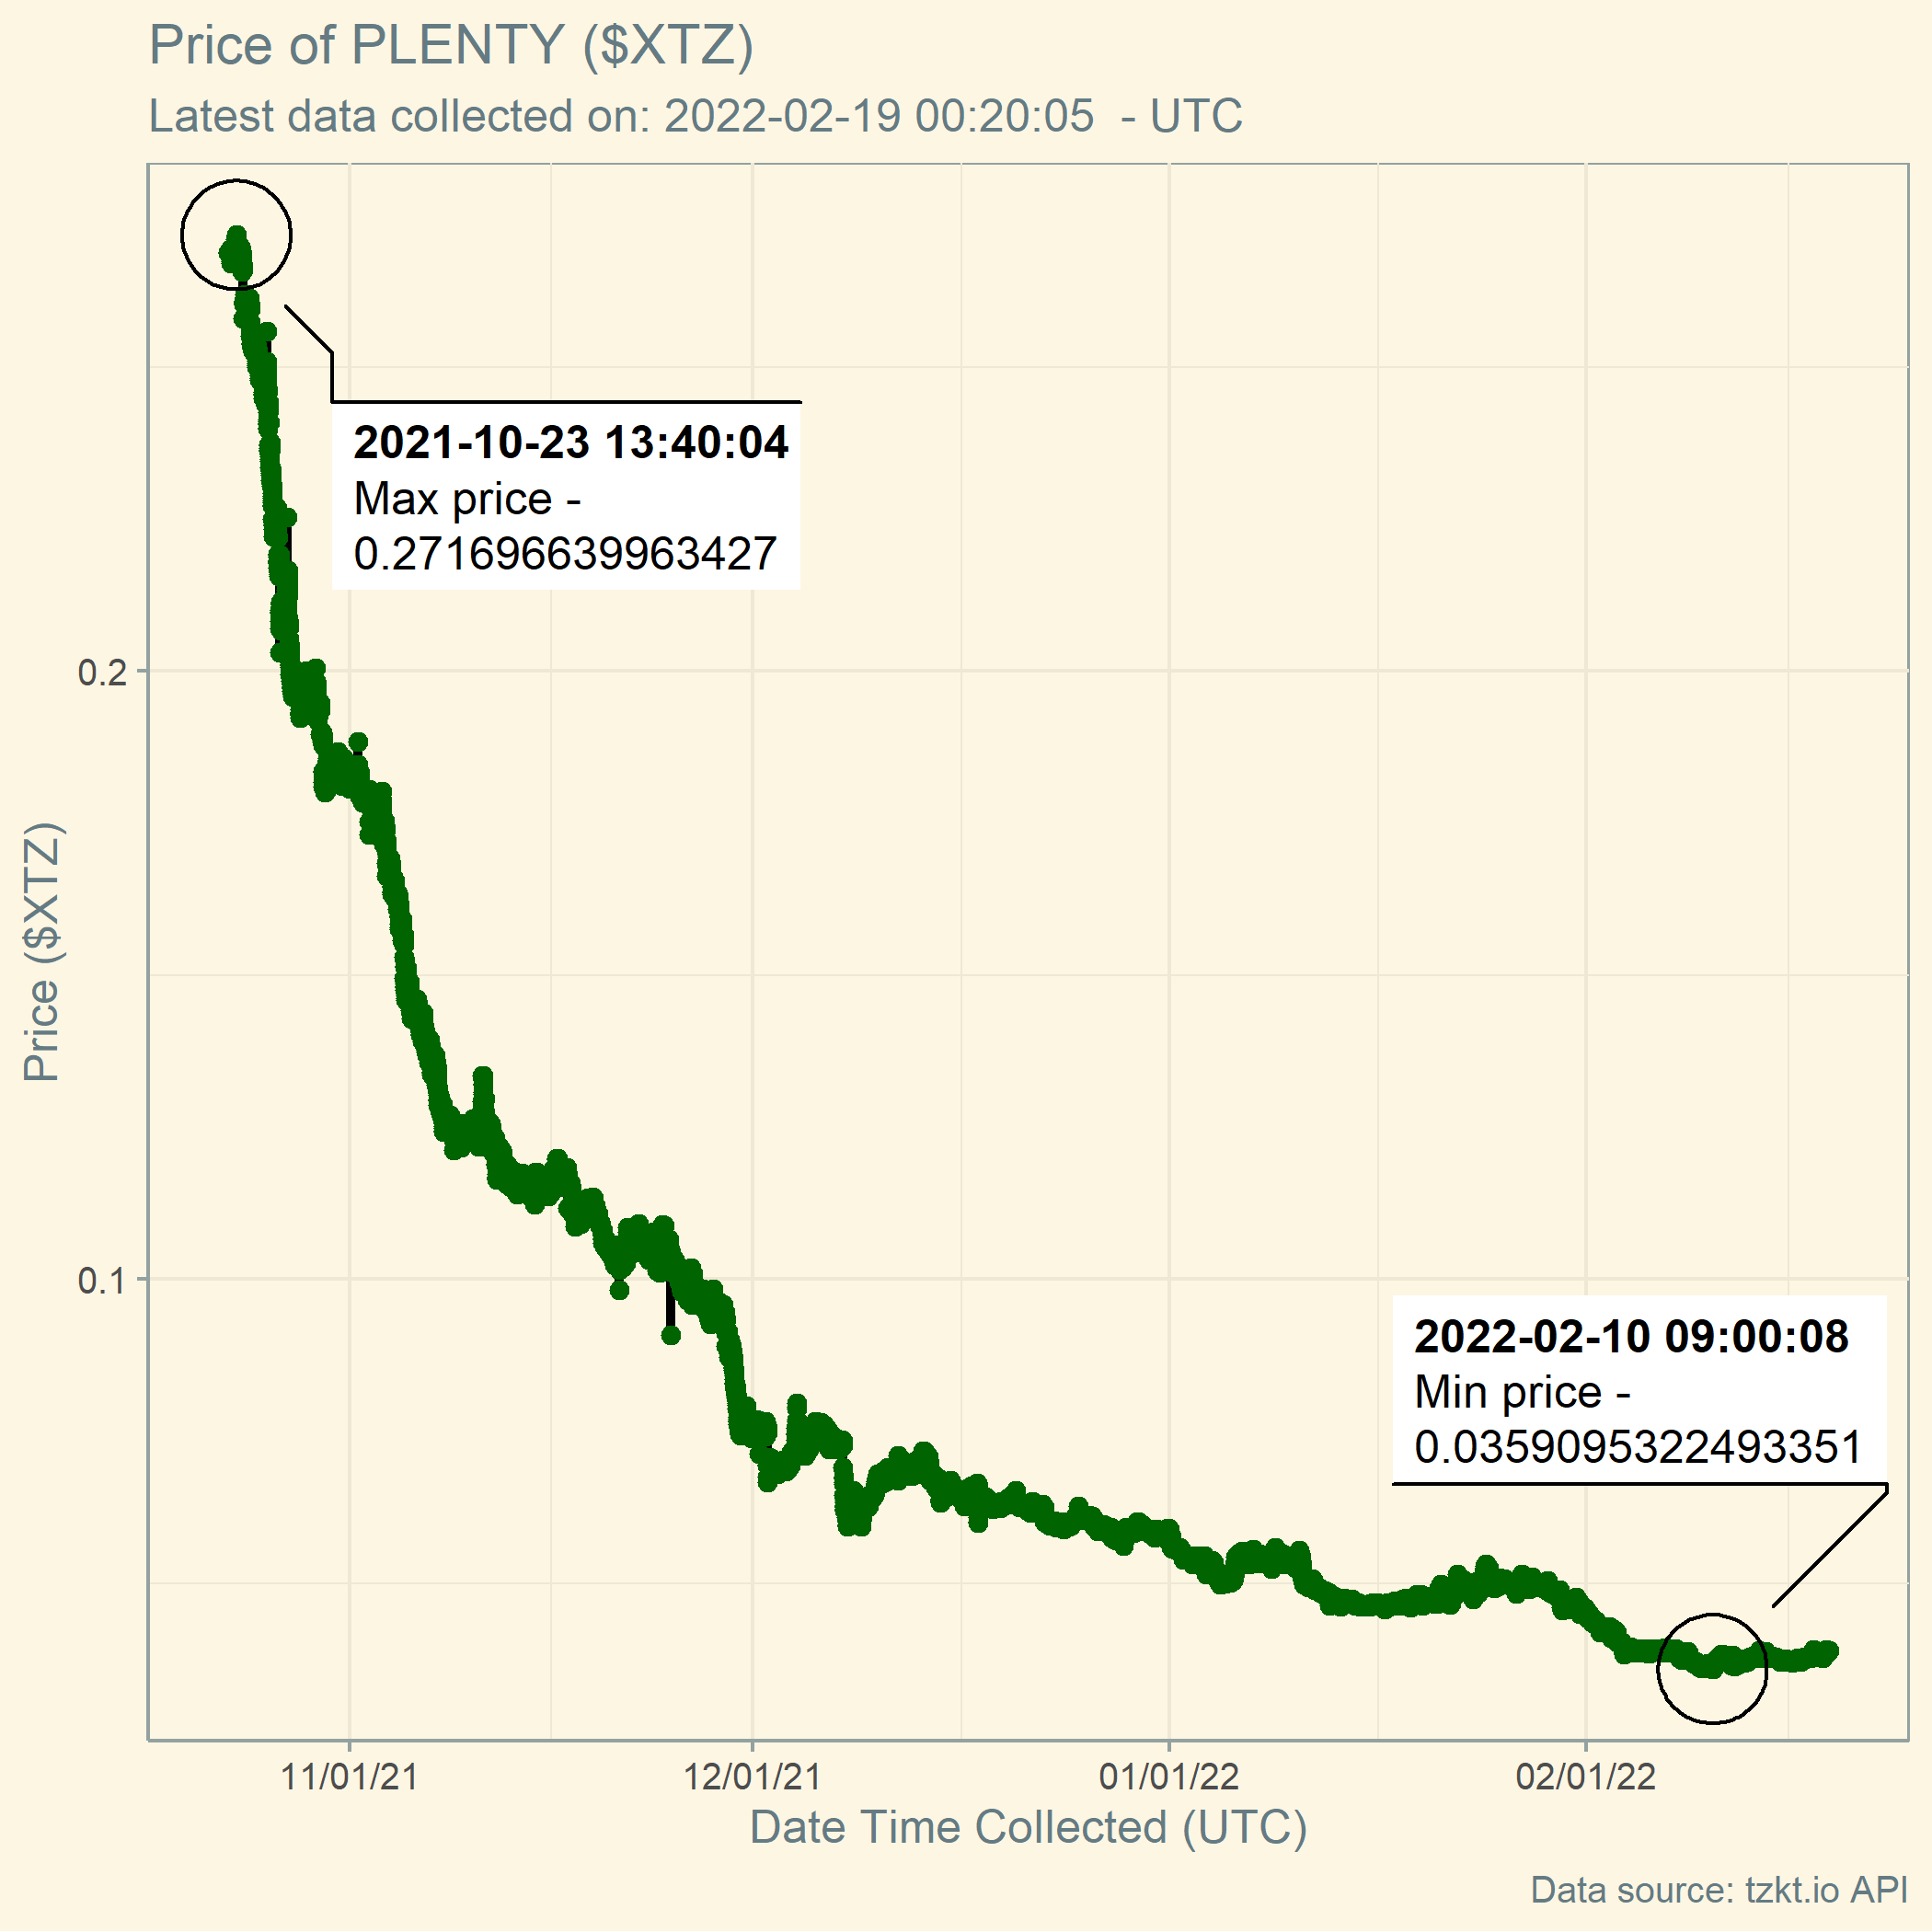 Price of PLENTY ($XTZ)
Latest data collected on: 2022-02-19 00:20:05  - UTC
2021-10-23 13:40:04
Max price -
0.271696639963427
0.2
Price ($XTZ)
0.1
2022-02-10 09:00:08
Min price -
0.0359095322493351
11/01/21
12/01/21
01/01/22
02/01/22
Date Time Collected (UTC)
Data source: tzkt.io API